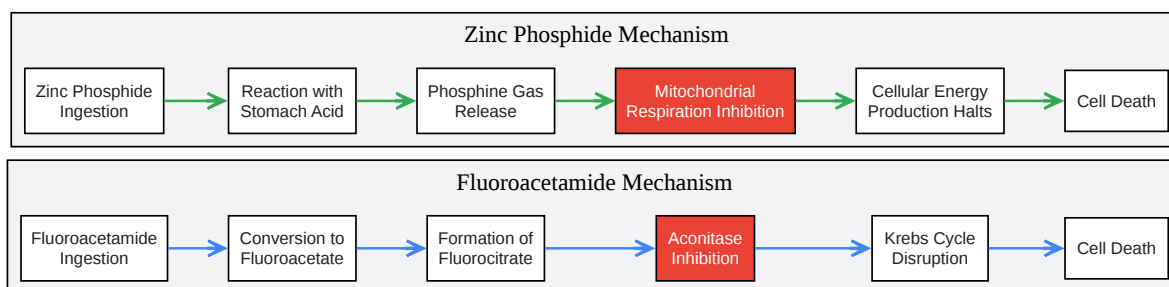 Zinc Phosphide Mechanism
Zinc Phosphide
Ingestion
Reaction with
Stomach Acid
Phosphine Gas
Release
Mitochondrial
Respiration Inhibition
Cellular Energy
Production Halts
Cell Death
Fluoroacetamide Mechanism
Fluoroacetamide
Ingestion
Conversion to
Fluoroacetate
Formation of
Fluorocitrate
Aconitase
Inhibition
Krebs Cycle
Disruption
Cell Death